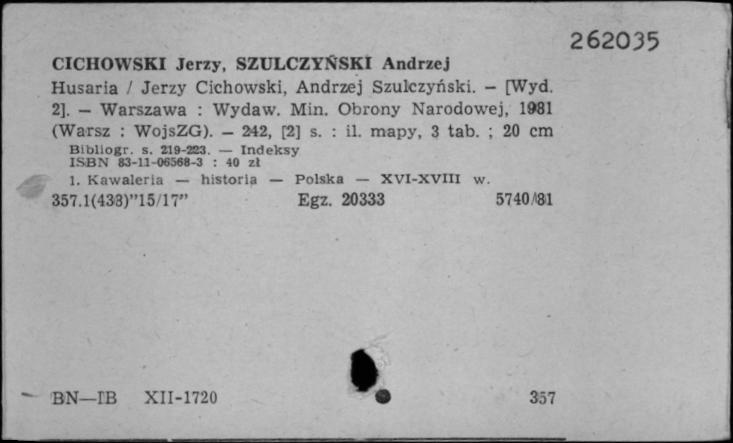 262035
CICHOWSKI Jerzy, SZULCZYŃSKI Andrzej
Husaria / Jerzy Cichowski, Andrzej Szulczyński. — [Wyd.
2]. — Warszawa : Wydaw. Min. Obrony Narodowej, 1981
(Warsz : WojsZG). — 242, [2] s. : il. mapy, 3 tab. ; 20 cm
Bibliogr. s. 219-223. — Indeksy
ISBN 83-11-06568-3 : 40 zł
1. Kawaleria — historia — Polska — XVI-XVIII w.
357.1(438)"15/17" Egz. 20333 5740/81
BN—IB XII-1720 357